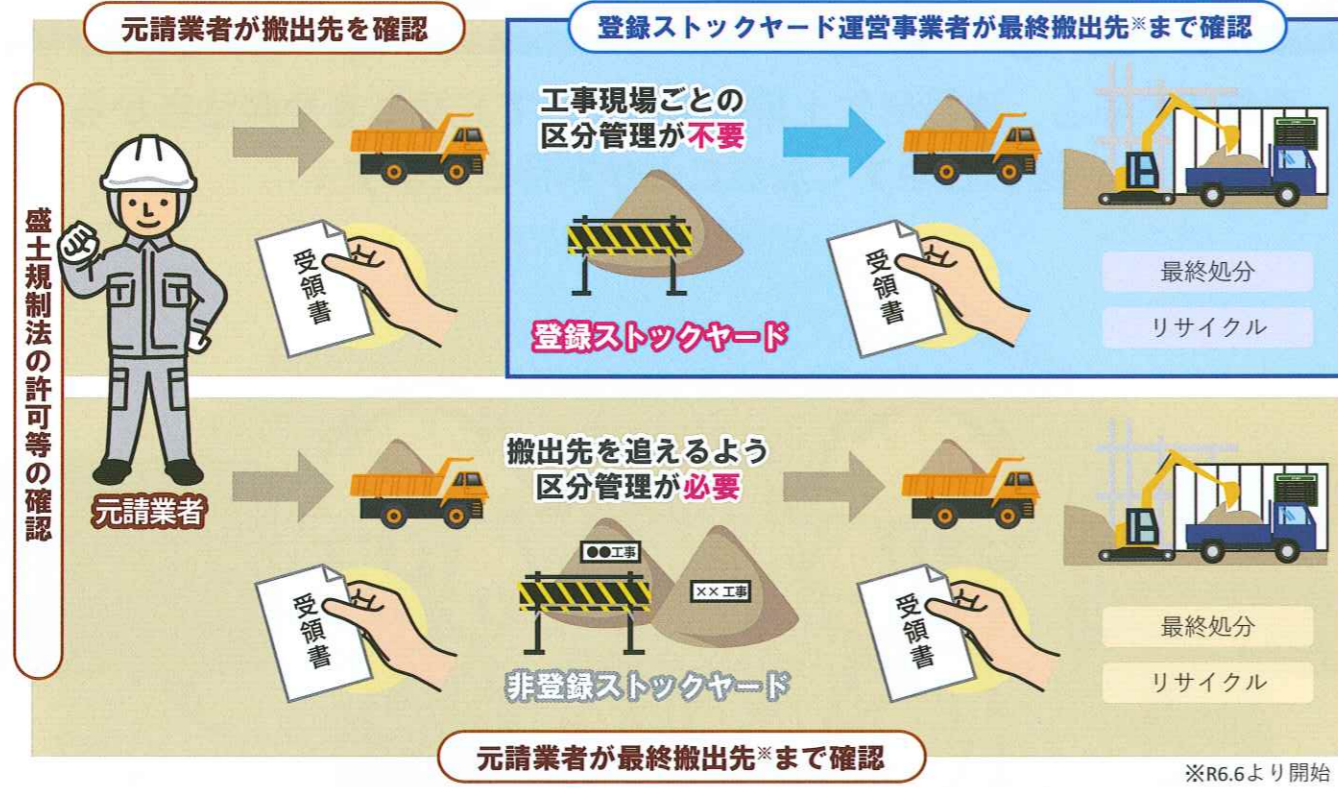 元請業者が搬出先を確認
登録ストックヤード運営事業者が最終搬出先※まで確認
盛土規制法の許可等の確認
元請業者
受領書
工事現場ごとの
区分管理が不要
登録ストックヤード
受領書
最終処分
リサイクル
搬出先を追えるよう
区分管理が必要
受領書
●●工事
××工事
非登録ストックヤード
受領書
最終処分
リサイクル
元請業者が最終搬出先※まで確認
※R6.6より開始